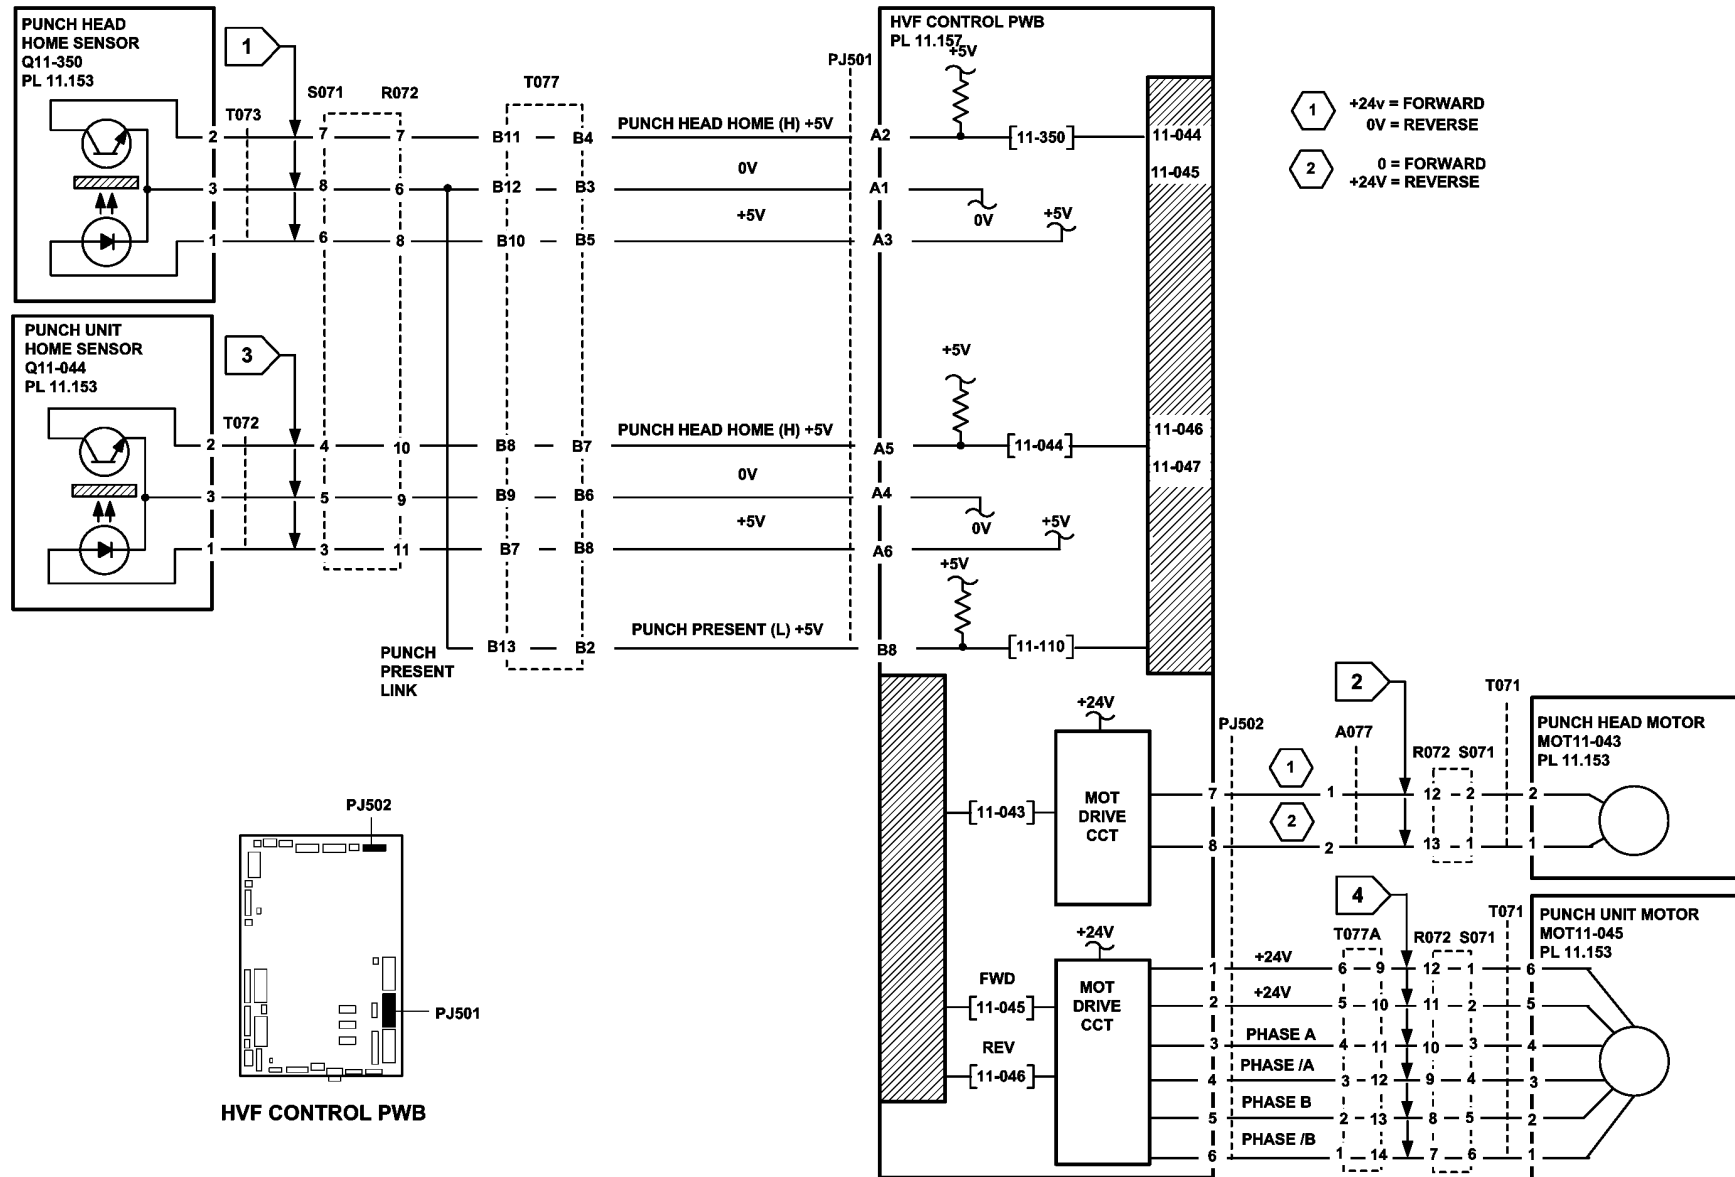 PUNCH HEAD
HOME SENSOR
Q11-350
PL 11.153
1
T073
S071
R072
T077
PJ501
HVF CONTROL PWB
PL 11.157
+5V
2
7
7
B11
B4
PUNCH HEAD HOME (H) +5V
A2
[11-350]
11-044
3
8
6
B12
B3
0V
A1
0V
11-045
1
6
8
B10
B5
+5V
A3
+5V
1
+24v = FORWARD
0V = REVERSE
2
0 = FORWARD
+24V = REVERSE
PUNCH UNIT
HOME SENSOR
Q11-044
PL 11.153
3
T072
+5V
2
4
10
B8
B7
PUNCH HEAD HOME (H) +5V
A5
[11-044]
11-046
3
5
9
B9
B6
0V
A4
0V
11-047
1
3
11
B7
B8
+5V
A6
+5V
+5V
PUNCH
PRESENT
LINK
B13
B2
PUNCH PRESENT (L) +5V
B8
[11-110]
+24V
PJ502
2
A077
R072
S071
T071
PUNCH HEAD MOTOR
MOT11-043
PL 11.153
[11-043]
MOT
DRIVE
CCT
7
1
1
12
2
2
8
2
2
13
1
1
4
T077A
R072
S071
T071
PUNCH UNIT MOTOR
MOT11-045
PL 11.153
+24V
FWD
[11-045]
REV
[11-046]
MOT
DRIVE
CCT
1
+24V
6
9
12
1
6
2
+24V
5
10
11
2
5
3
PHASE A
4
11
10
3
4
4
PHASE /A
3
12
9
4
3
5
PHASE B
2
13
8
5
2
6
PHASE /B
1
14
7
6
1
PJ502
PJ501
HVF CONTROL PWB